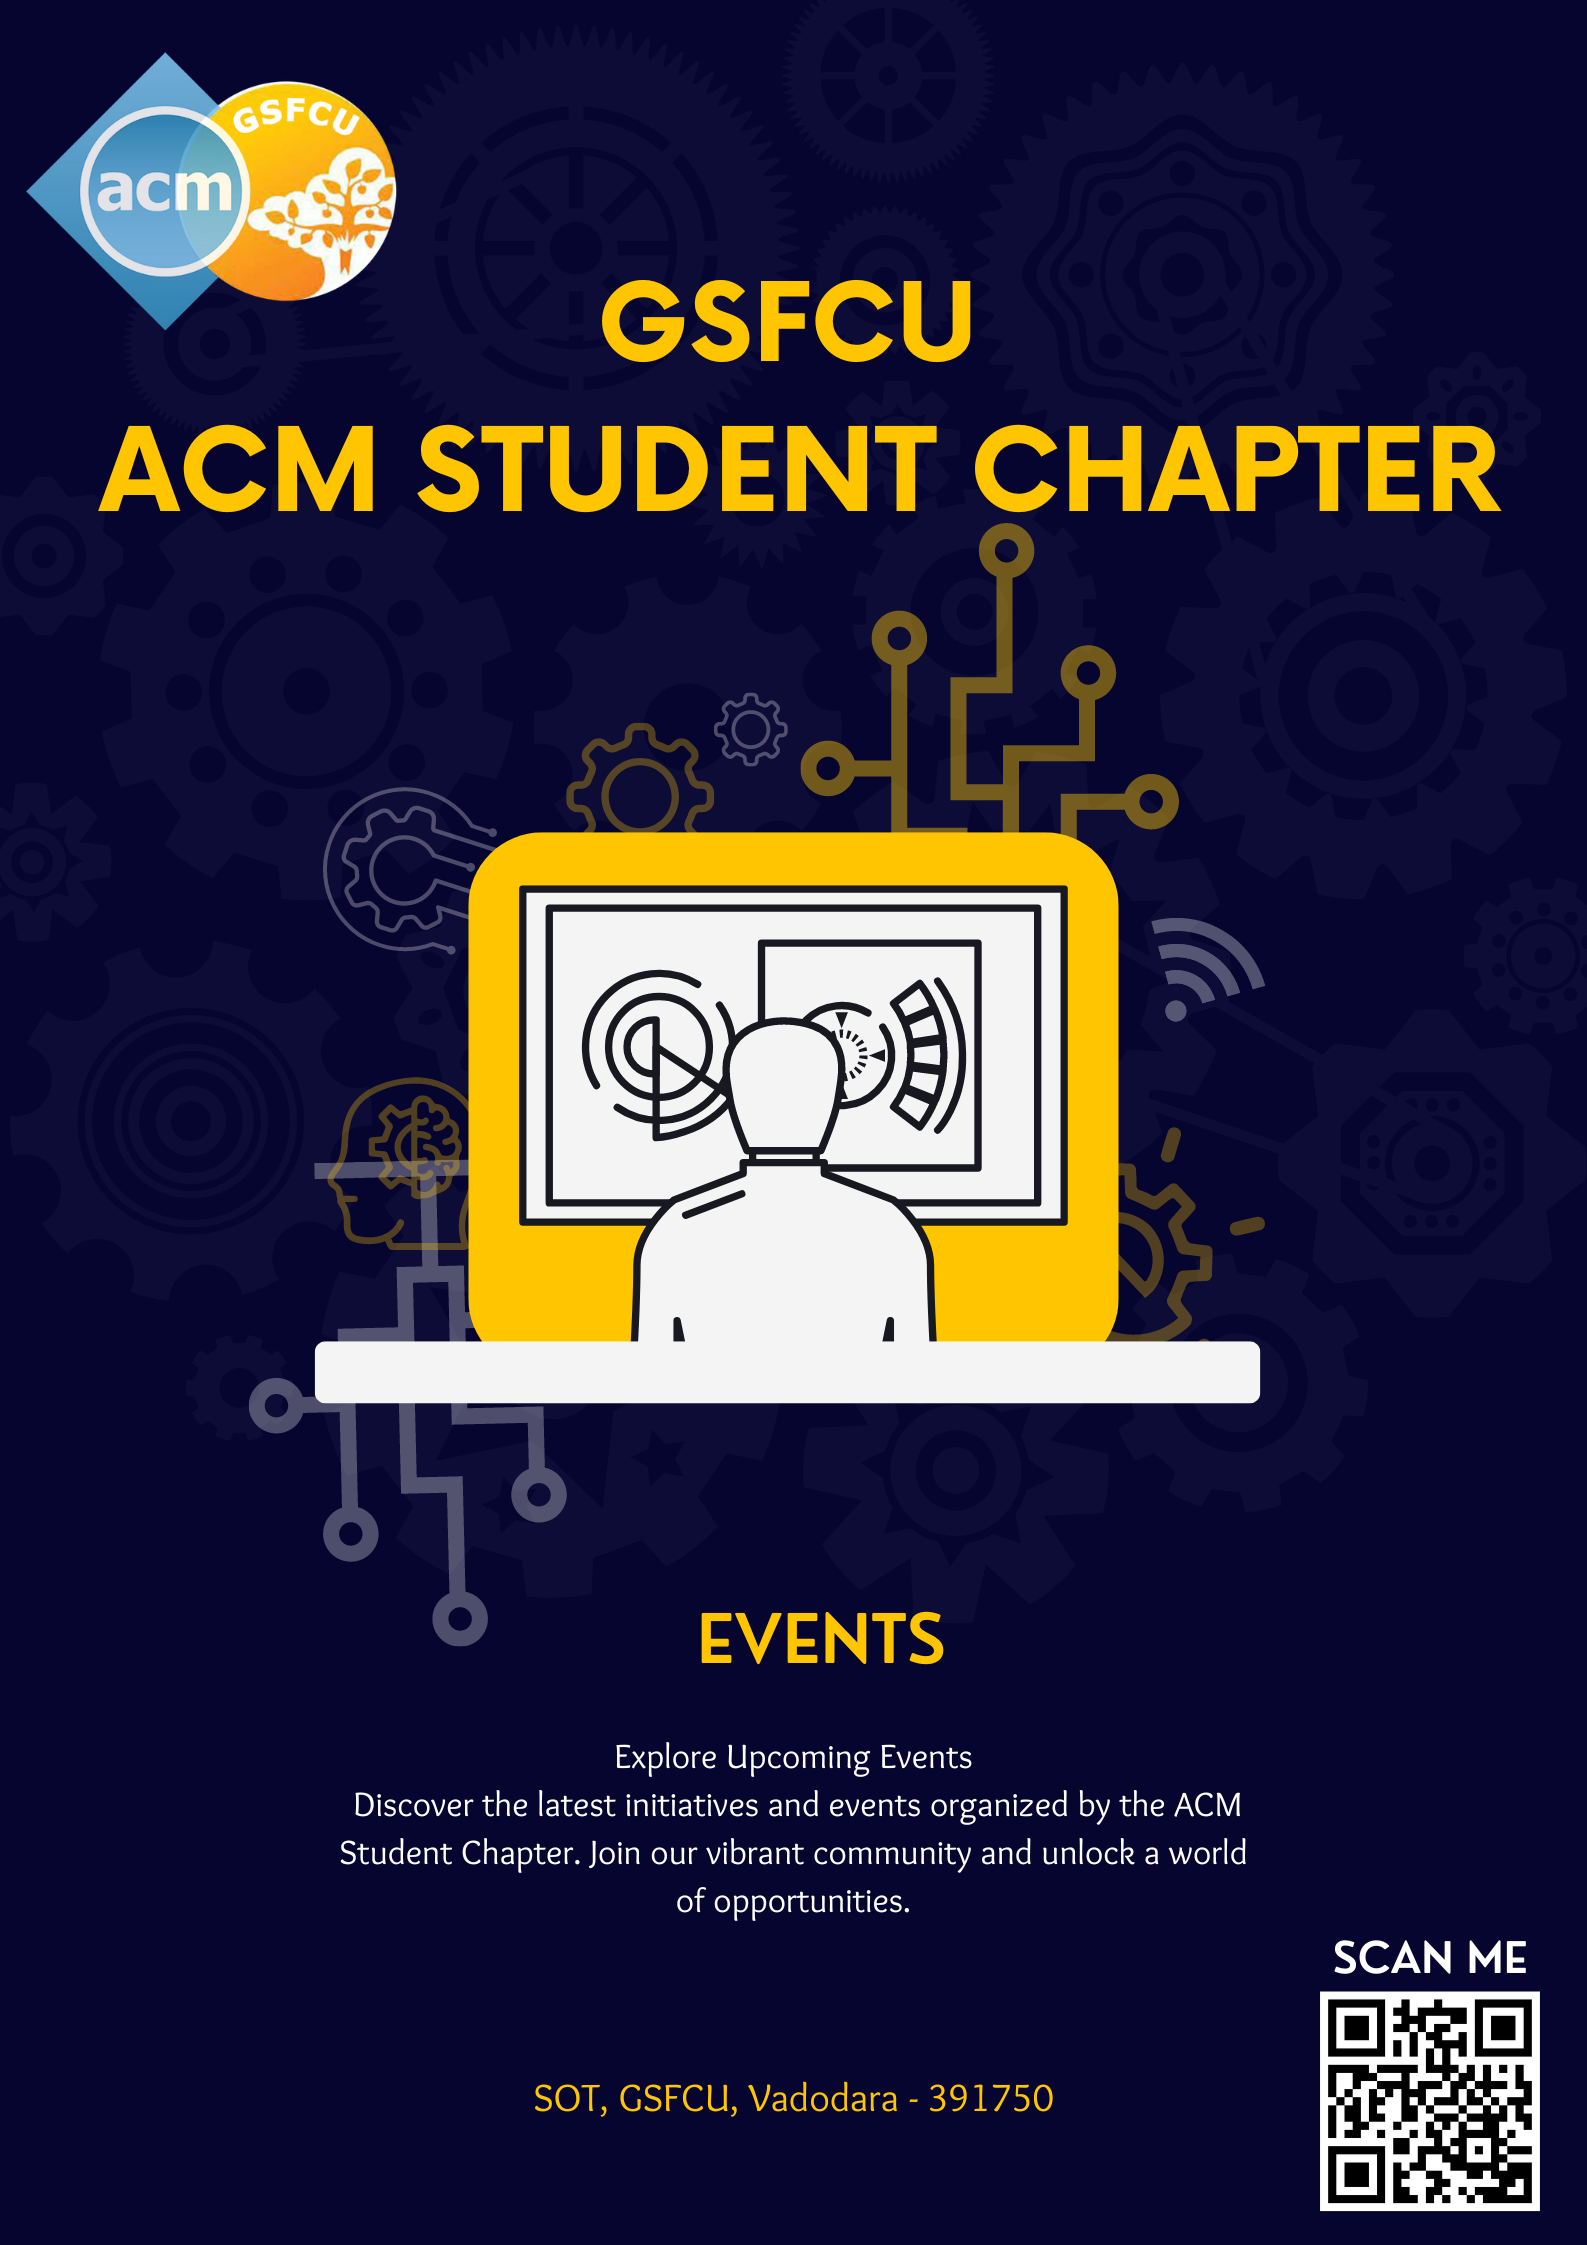 acm
GSFCU
GSFCU
ACM STUDENT CHAPTER
EVENTS
Explore Upcoming Events
Discover the latest initiatives and events organized by the ACM
Student Chapter. Join our vibrant community and unlock a world
of opportunities.
SCAN ME
SOT, GSFCU, Vadodara - 391750